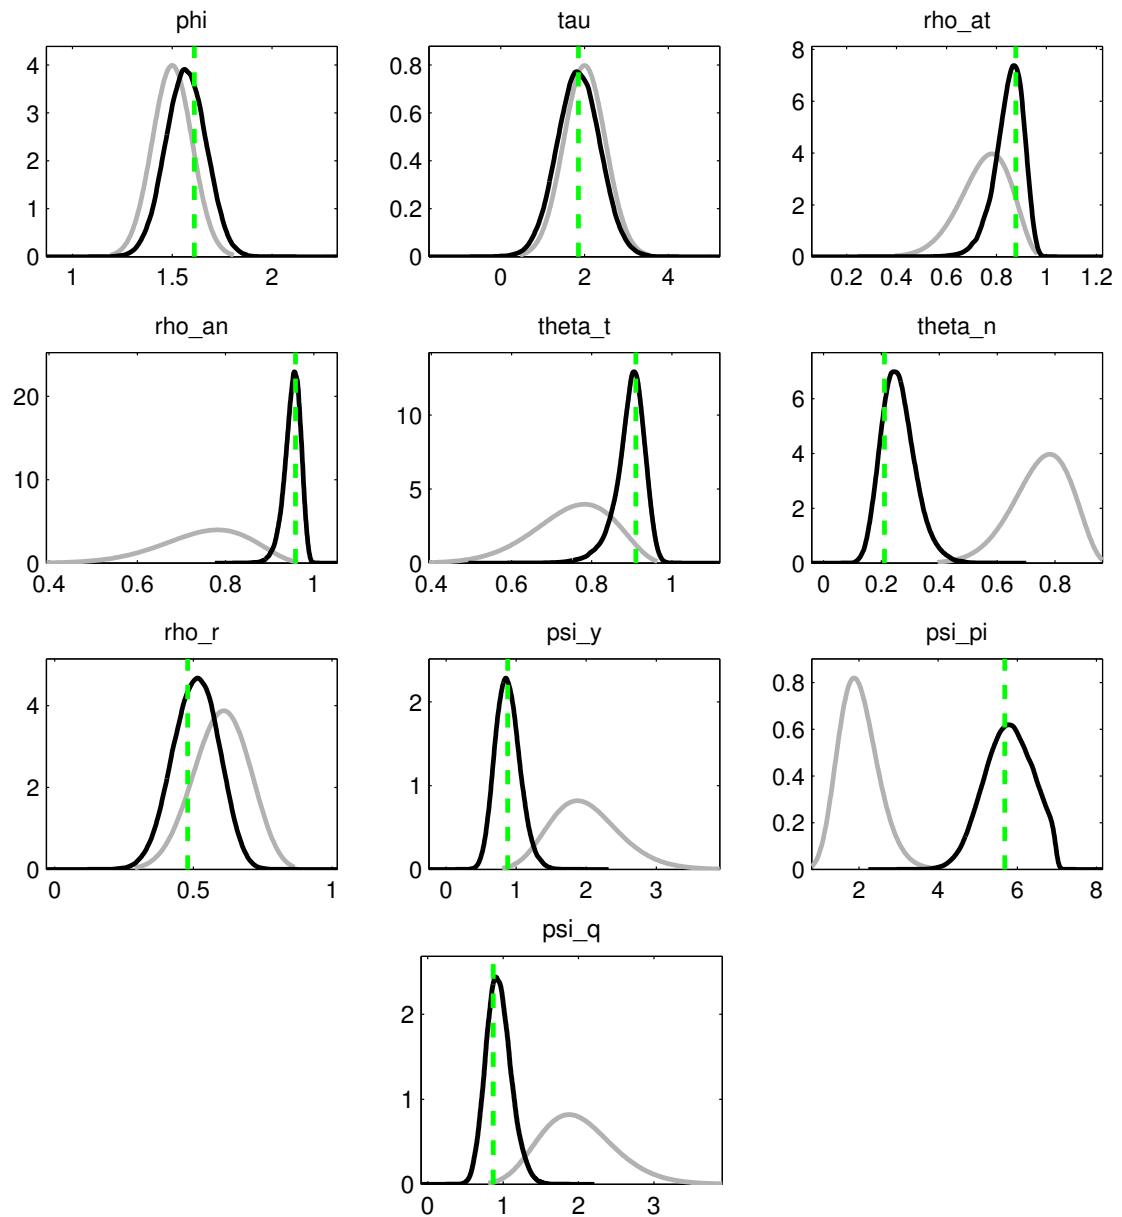 phi tau rho_at
4 3 2 1 0
1 1.5 2
0.8 0.6 0.4 0.2 0
0 2 4
8 6 4 2 0
0.2 0.4 0.6 0.8 1 1.2
rho_an theta_t theta_n
20 10 0
0.4 0.6 0.8 1
10 5 0
0.4 0.6 0.8 1
6 4 2 0
0 0.2 0.4 0.6 0.8
rho_r psi_y psi_pi
4 2 0
0 0.5 1
2 1 0
0 1 2 3
0.8 0.6 0.4 0.2 0
2 4 6 8
psi_q
2 1 0
0 1 2 3